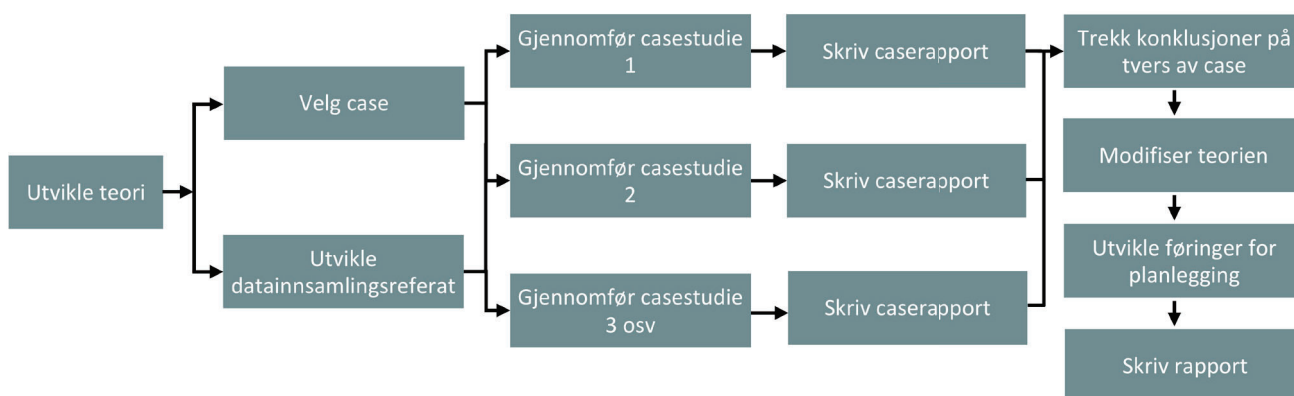 Utvikle teori
Velg case
Utvikle
datainnsamlingsreferat
Gjennomfør casestudie
1
Gjennomfør casestudie
2
Gjennomfør casestudie
3 osv
Skriv caserapport
Skriv caserapport
Skriv caserapport
Trekk konklusjoner på
tvers av case
Modifiser teorien
Utvikle føringer for
planlegging
Skriv rapport